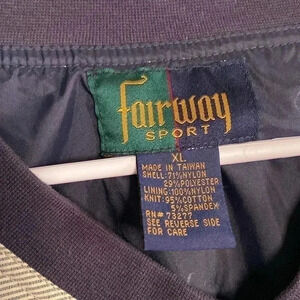 fairway
SPORT
XL
MADE IN TAIWAN
SHELL:71%NYLON
29%POLYESTER
LINING:100%NYLON
KNIT:95%COTTON
5%SPANDEX
RN# 73277
SEE REVERSE SIDE
FOR CARE